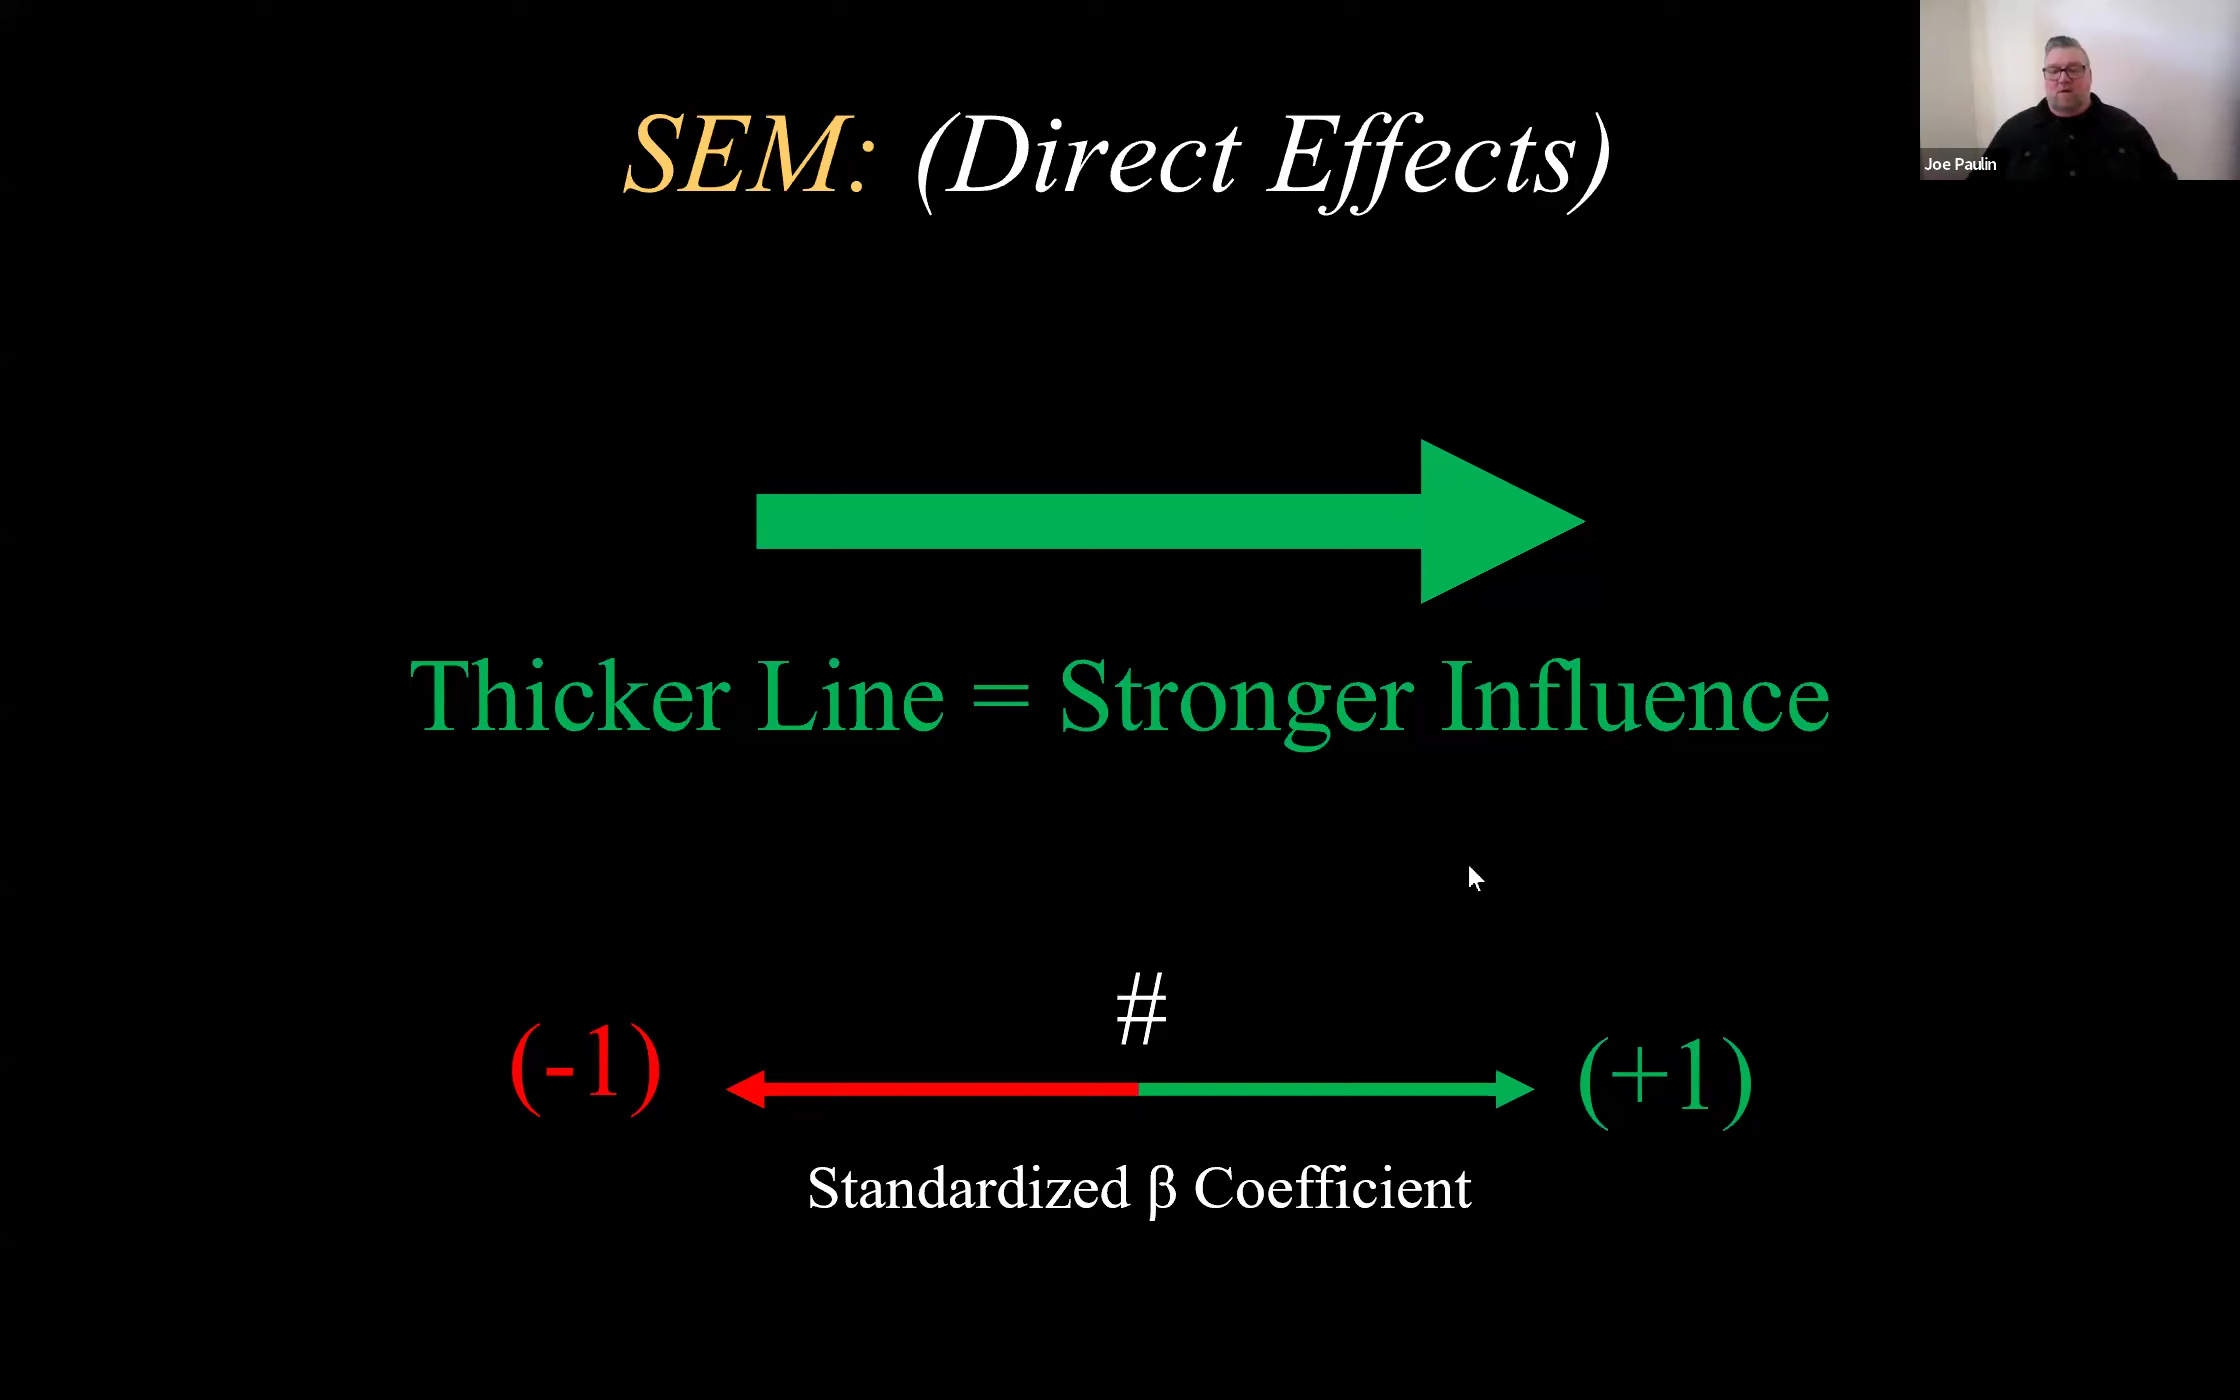 SEM: (Direct Effects)
Joe Paulin
Thicker Line = Stronger Influence
#
(-1)
(+1)
Standardized β Coefficient